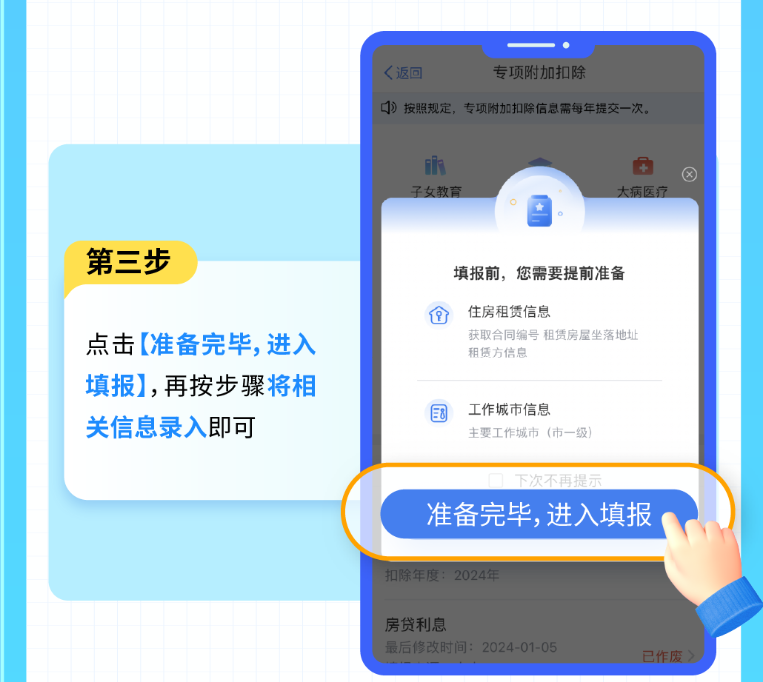 返回
专项附加扣除
按照规定，专项附加扣除信息需每年提交一次。
子女教育
大病医疗
第三步
点击【准备完毕，进入
填报】，再按步骤将相
关信息录入即可
填报前，您需要提前准备
住房租赁信息
获取合同编号 租赁房屋坐落地址
租赁方信息
工作城市信息
主要工作城市（市一级）
下次不再提示
准备完毕，进入填报
扣除年度：2024年
房贷利息
最后修改时间：2024-01-05
已作废